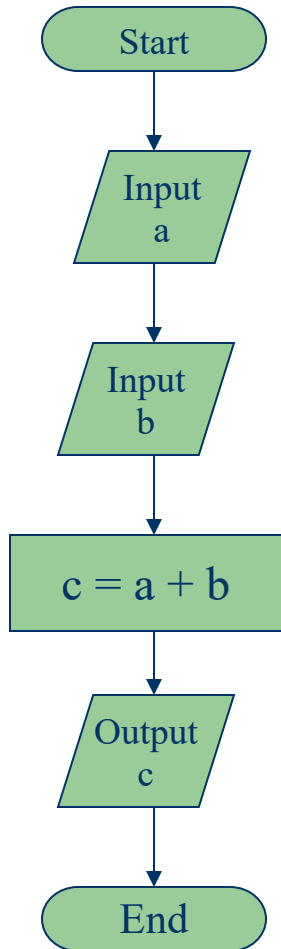 Start
Input
a
Input
b
c = a + b
Output
c
End